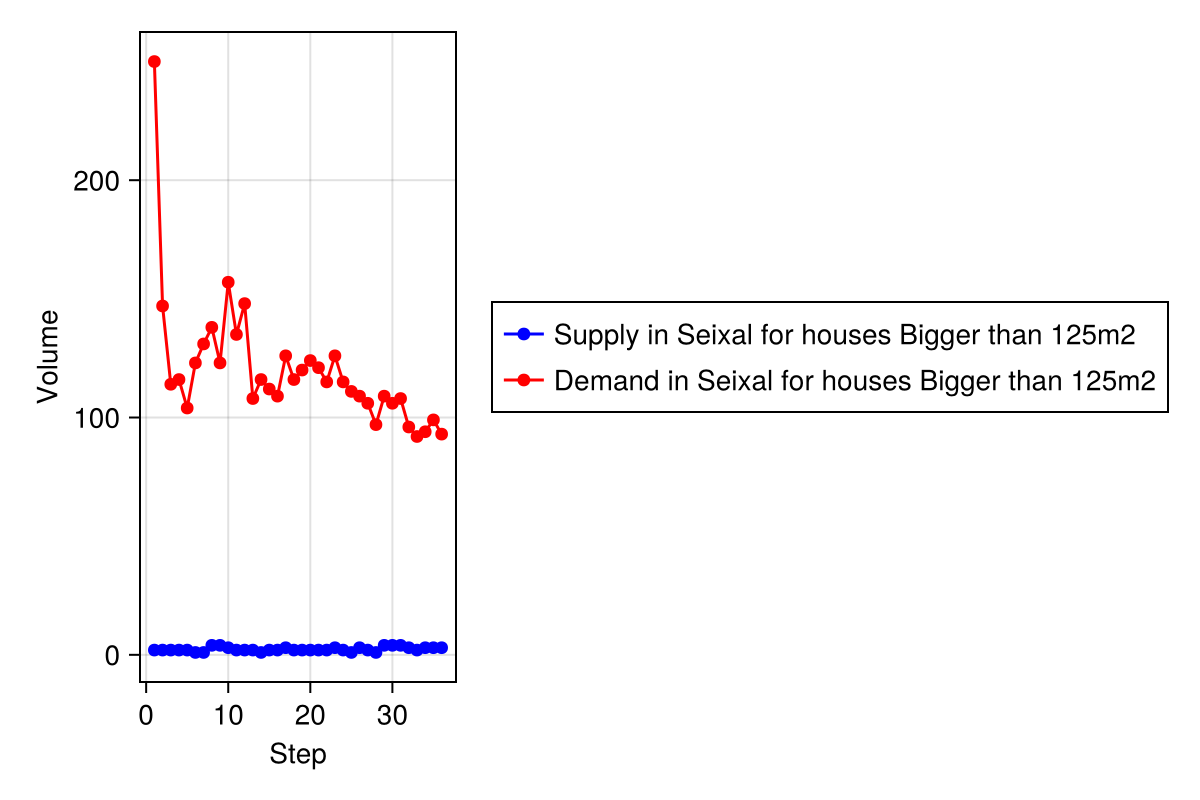 200
100
0
Volume
0 10 20 30
Step
Supply in Seixal for houses Bigger than 125m2
Demand in Seixal for houses Bigger than 125m2